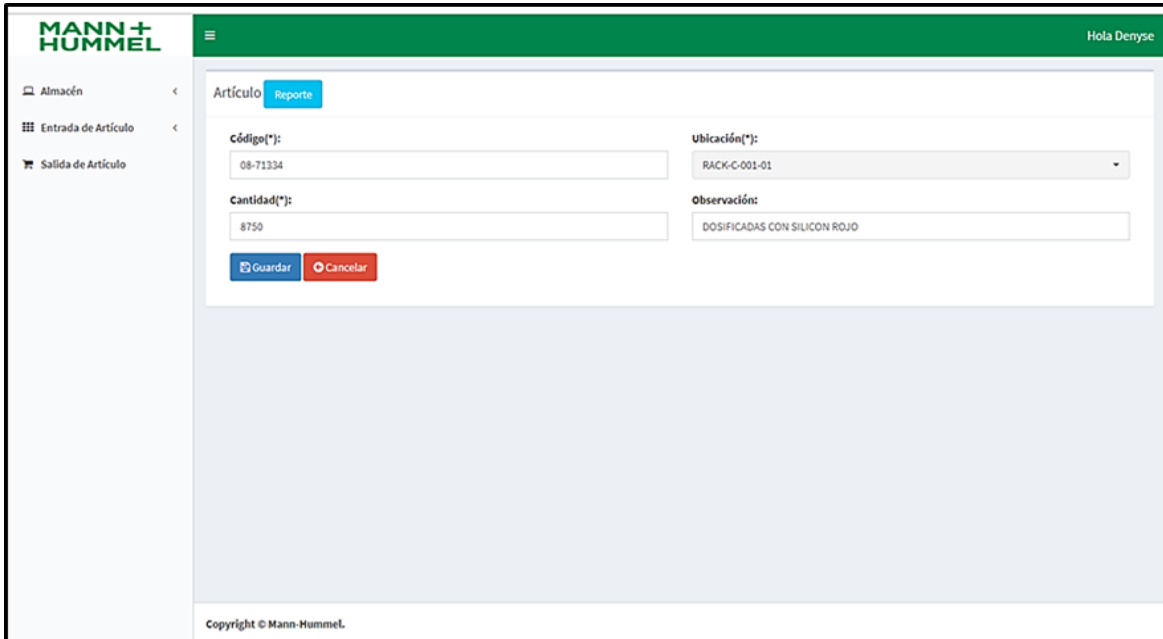 MANN+
HUMMEL
Hola Denyse
Almacén
Entrada de Artículo
Salida de Artículo
Artículo Reporte
Código(*): Ubicación(*):
08-71334 RACK-C-001-01
Cantidad(*): Observación:
8750 DOSIFICADAS CON SILICON ROJO
Guardar Cancelar
Copyright © Mann-Hummel.